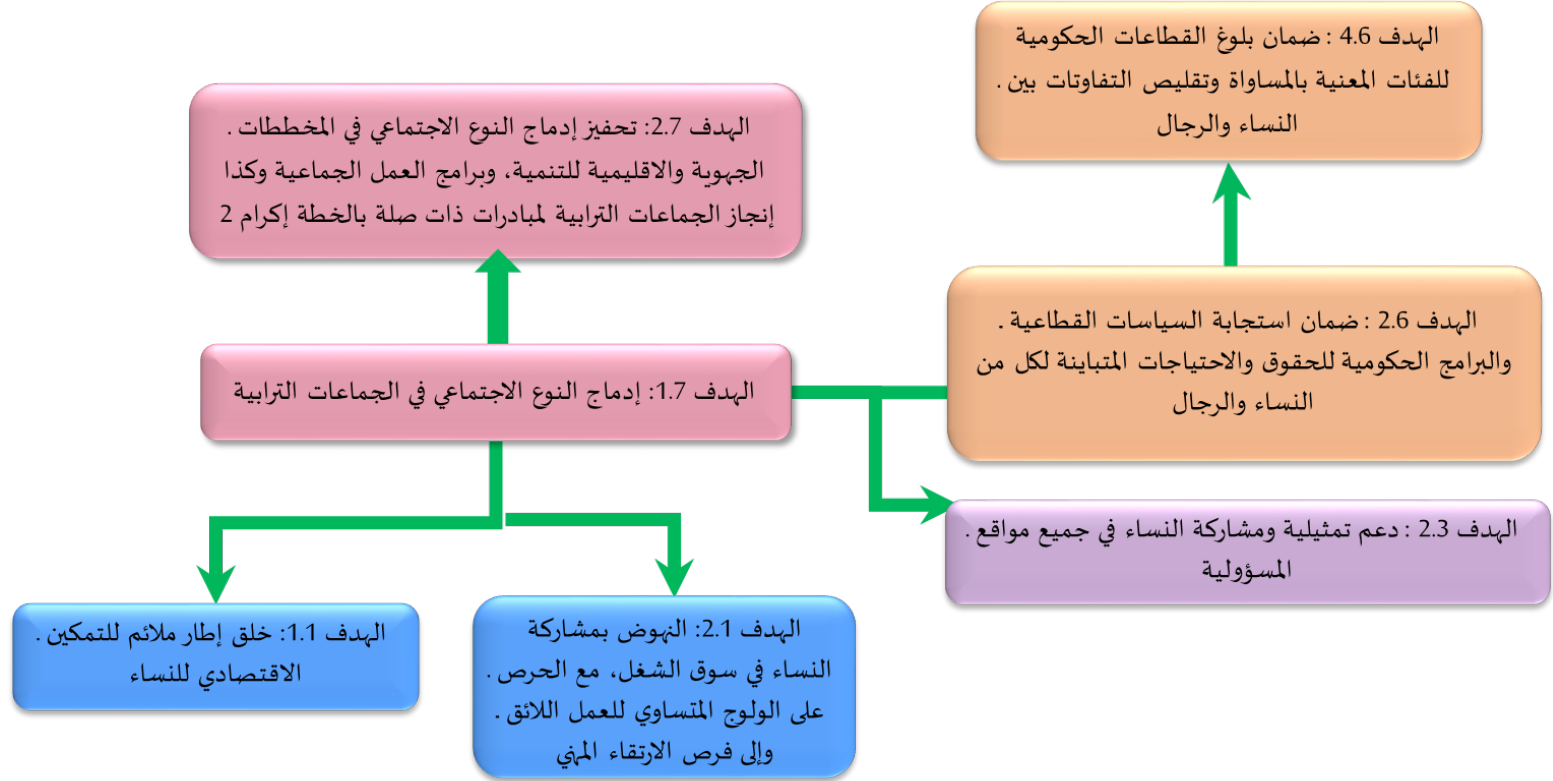 الهدف 4.6 : ضمان بلوغ القطاعات الحكومية
للفئات المعنية بالمساواة وتقليص التفاوتات بين .
النساء والرجال
الهدف 2.7: تحفيز إدماج النوع الاجتماعي في المخططات .
الجهوية والاقليمية للتنمية، وبرامج العمل الجماعية وكذا
إنجاز الجماعات الترابية لمبادرات ذات صلة بالخطة إكرام 2
الهدف 2.6 : ضمان استجابة السياسات القطاعية .
والبرامج الحكومية للحقوق والاحتياجات المتباينة لكل من
النساء والرجال
الهدف 1.7: إدماج النوع الاجتماعي في الجماعات الترابية
الهدف 2.3 : دعم تمثيلية ومشاركة النساء في جميع مواقع .
المسؤولية
الهدف 2.1: النهوض بمشاركة
النساء في سوق الشغل، مع الحرص .
على الولوج المتساوي للعمل اللائق .
وإلى فرص الارتقاء المهني
الهدف 1.1: خلق إطار ملائم للتمكين .
الاقتصادي للنساء